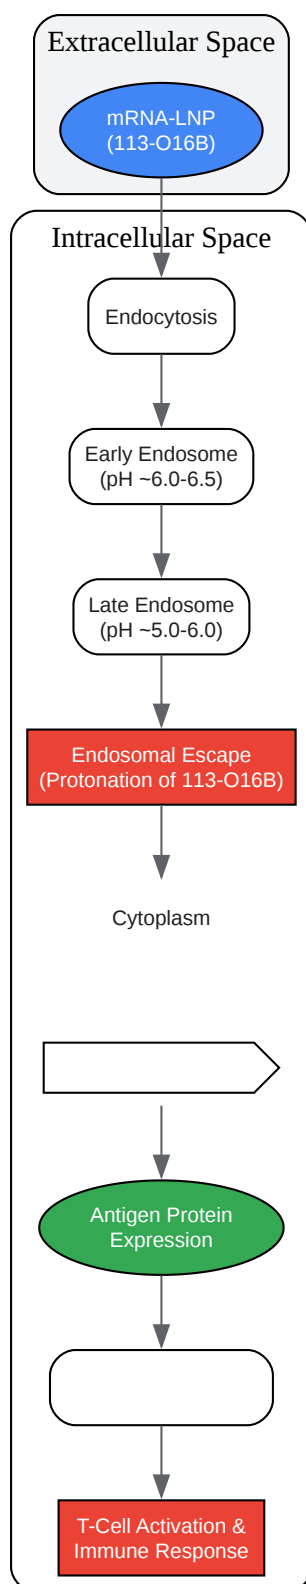 Extracellular Space
mRNA-LNP
(113-O16B)
Intracellular Space
Endocytosis
Early Endosome
(pH ~6.0-6.5)
Late Endosome
(pH ~5.0-6.0)
Endosomal Escape
(Protonation of 113-O16B)
Cytoplasm
Antigen Protein
Expression
T-Cell Activation &
Immune Response